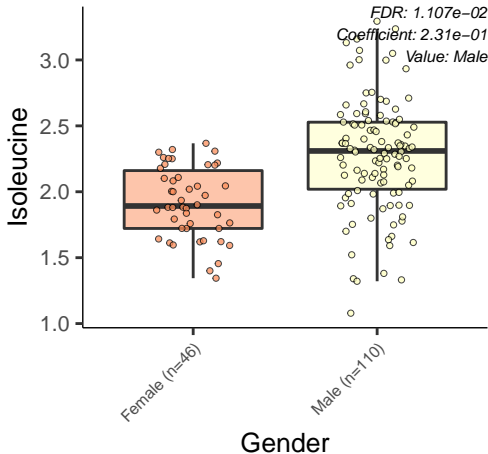 FDR: 1.107e−02
Coefficient: 2.31e−01
Value: Male
3.0
2.5
2.0
1.5
1.0
Isoleucine
Female (n=46)
Male (n=110)
Gender